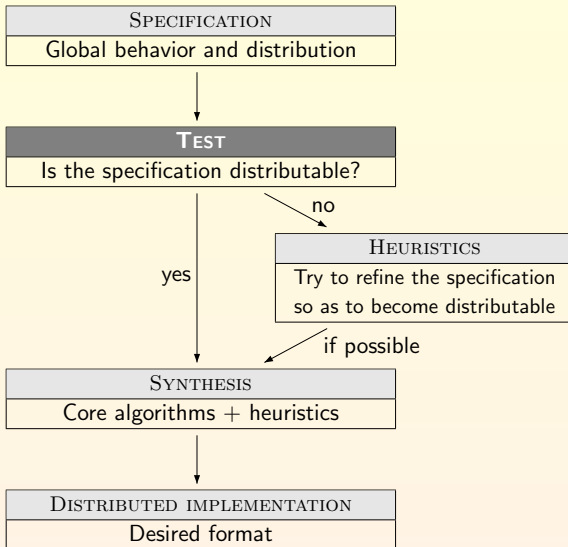 SPECIFICATION
Global behavior and distribution
TEST
Is the specification distributable?
no
HEURISTICS
Try to refine the specification
so as to become distributable
yes
if possible
SYNTHESIS
Core algorithms + heuristics
DISTRIBUTED IMPLEMENTATION
Desired format